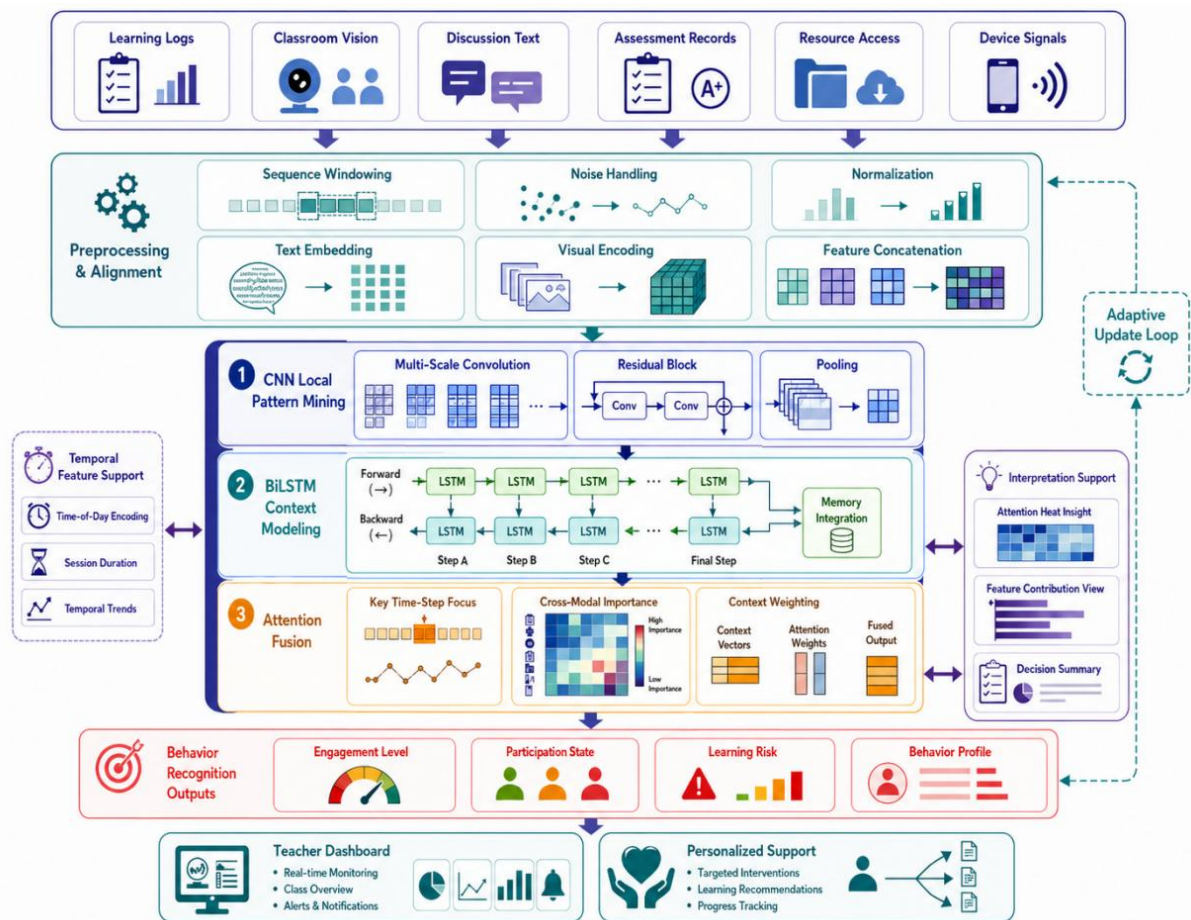 Learning Logs
Classroom Vision
Discussion Text
Assessment Records
Resource Access
Device Signals
A+
Preprocessing
& Alignment
Sequence Windowing
Noise Handling
Normalization
Text Embedding
Visual Encoding
Feature Concatenation
Adaptive
Update Loop
1
CNN Local
Pattern Mining
Multi-Scale Convolution
...
Residual Block
Conv
Conv
Pooling
Temporal
Feature Support
Time-of-Day Encoding
Session Duration
Temporal Trends
2
BiLSTM
Context
Modeling
Forward
(→)
LSTM
LSTM
LSTM
...
LSTM
Backward
(←)
LSTM
LSTM
LSTM
...
LSTM
Step A
Step B
Step C
Final Step
Memory
Integration
3
Attention
Fusion
Key Time-Step Focus
Cross-Modal Importance
High
Importance
Low
Importance
Context Weighting
Context
Vectors
Attention
Weights
Fused
Output
Interpretation Support
Attention Heat Insight
Feature Contribution View
Decision Summary
Behavior
Recognition
Outputs
Engagement Level
Participation State
Learning Risk
Behavior Profile
Teacher Dashboard
• Real-time Monitoring
• Class Overview
• Alerts & Notifications
Personalized Support
• Targeted Interventions
• Learning Recommendations
• Progress Tracking